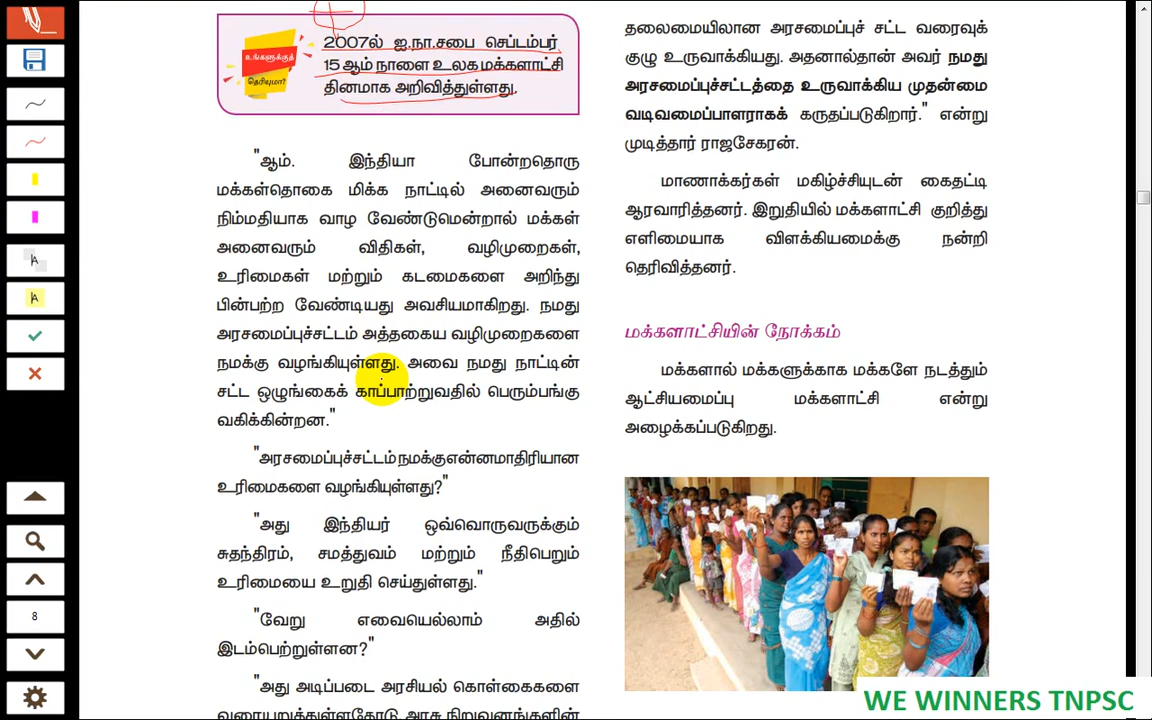 உங்களுக்குத்
தெரியுமா?
2007ல் ஐ.நா.சபை செப்டம்பர்
15 ஆம் நாளை உலக மக்களாட்சி
தினமாக அறிவித்துள்ளது.
"ஆம். இந்தியா போன்றதொரு
மக்கள்தொகை மிக்க நாட்டில் அனைவரும்
நிம்மதியாக வாழ வேண்டுமென்றால் மக்கள்
அனைவரும் விதிகள், வழிமுறைகள்,
உரிமைகள் மற்றும் கடமைகளை அறிந்து
பின்பற்ற வேண்டியது அவசியமாகிறது. நமது
அரசமைப்புச்சட்டம் அத்தகைய வழிமுறைகளை
நமக்கு வழங்கியுள்ளது. அவை நமது நாட்டின்
சட்ட ஒழுங்கைக் காப்பாற்றுவதில் பெரும்பங்கு
வகிக்கின்றன."
"அரசமைப்புச்சட்டம் நமக்கு என்னமாதிரியான
உரிமைகளை வழங்கியுள்ளது?"
"அது இந்தியர் ஒவ்வொருவருக்கும்
சுதந்திரம், சமத்துவம் மற்றும் நீதிபெறும்
உரிமையை உறுதி செய்துள்ளது."
"வேறு எவையெல்லாம் அதில்
இடம்பெற்றுள்ளன?"
"அது அடிப்படை அரசியல் கொள்கைகளை
வரையறுத்துள்ளதோடு அரசு நிறுவனங்களின்
தலைமையிலான அரசமைப்புச் சட்ட வரைவுக்
குழு உருவாக்கியது. அதனால்தான் அவர் நமது
அரசமைப்புச்சட்டத்தை உருவாக்கிய முதன்மை
வடிவமைப்பாளராகக் கருதப்படுகிறார்." என்று
முடித்தார் ராஜசேகரன்.
மாணாக்கர்கள் மகிழ்ச்சியுடன் கைதட்டி
ஆரவாரித்தனர். இறுதியில் மக்களாட்சி குறித்து
எளிமையாக விளக்கியமைக்கு நன்றி
தெரிவித்தனர்.
மக்களாட்சியின் நோக்கம்
மக்களால் மக்களுக்காக மக்களே நடத்தும்
ஆட்சியமைப்பு மக்களாட்சி என்று
அழைக்கப்படுகிறது.
8
WE WINNERS TNPSC